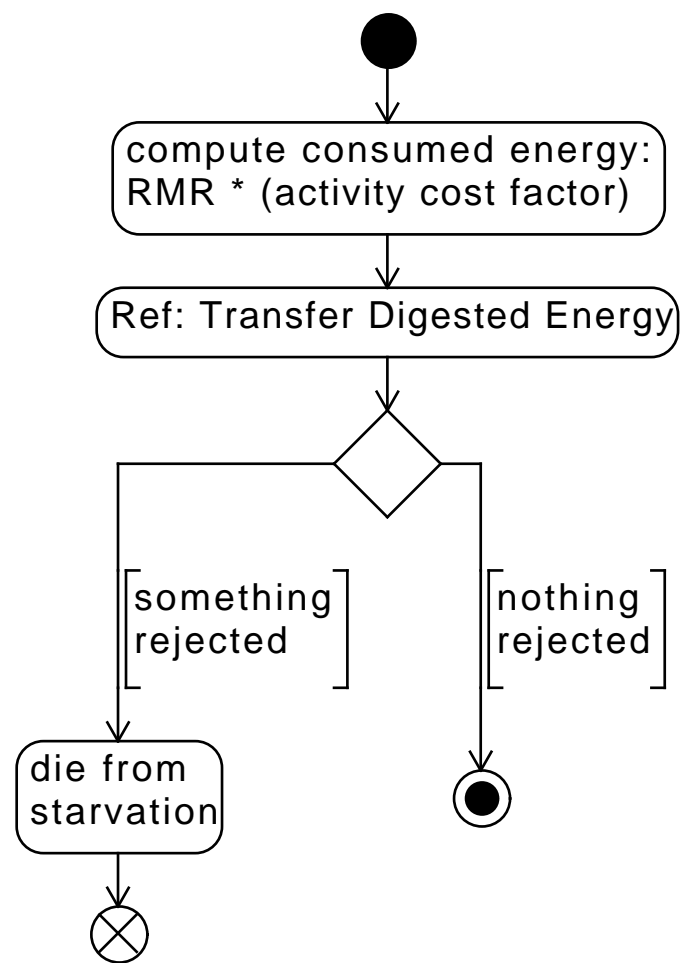 compute consumed energy:
RMR * (activity cost factor)
Ref: Transfer Digested Energy
[something
rejected]
[nothing
rejected]
die from
starvation